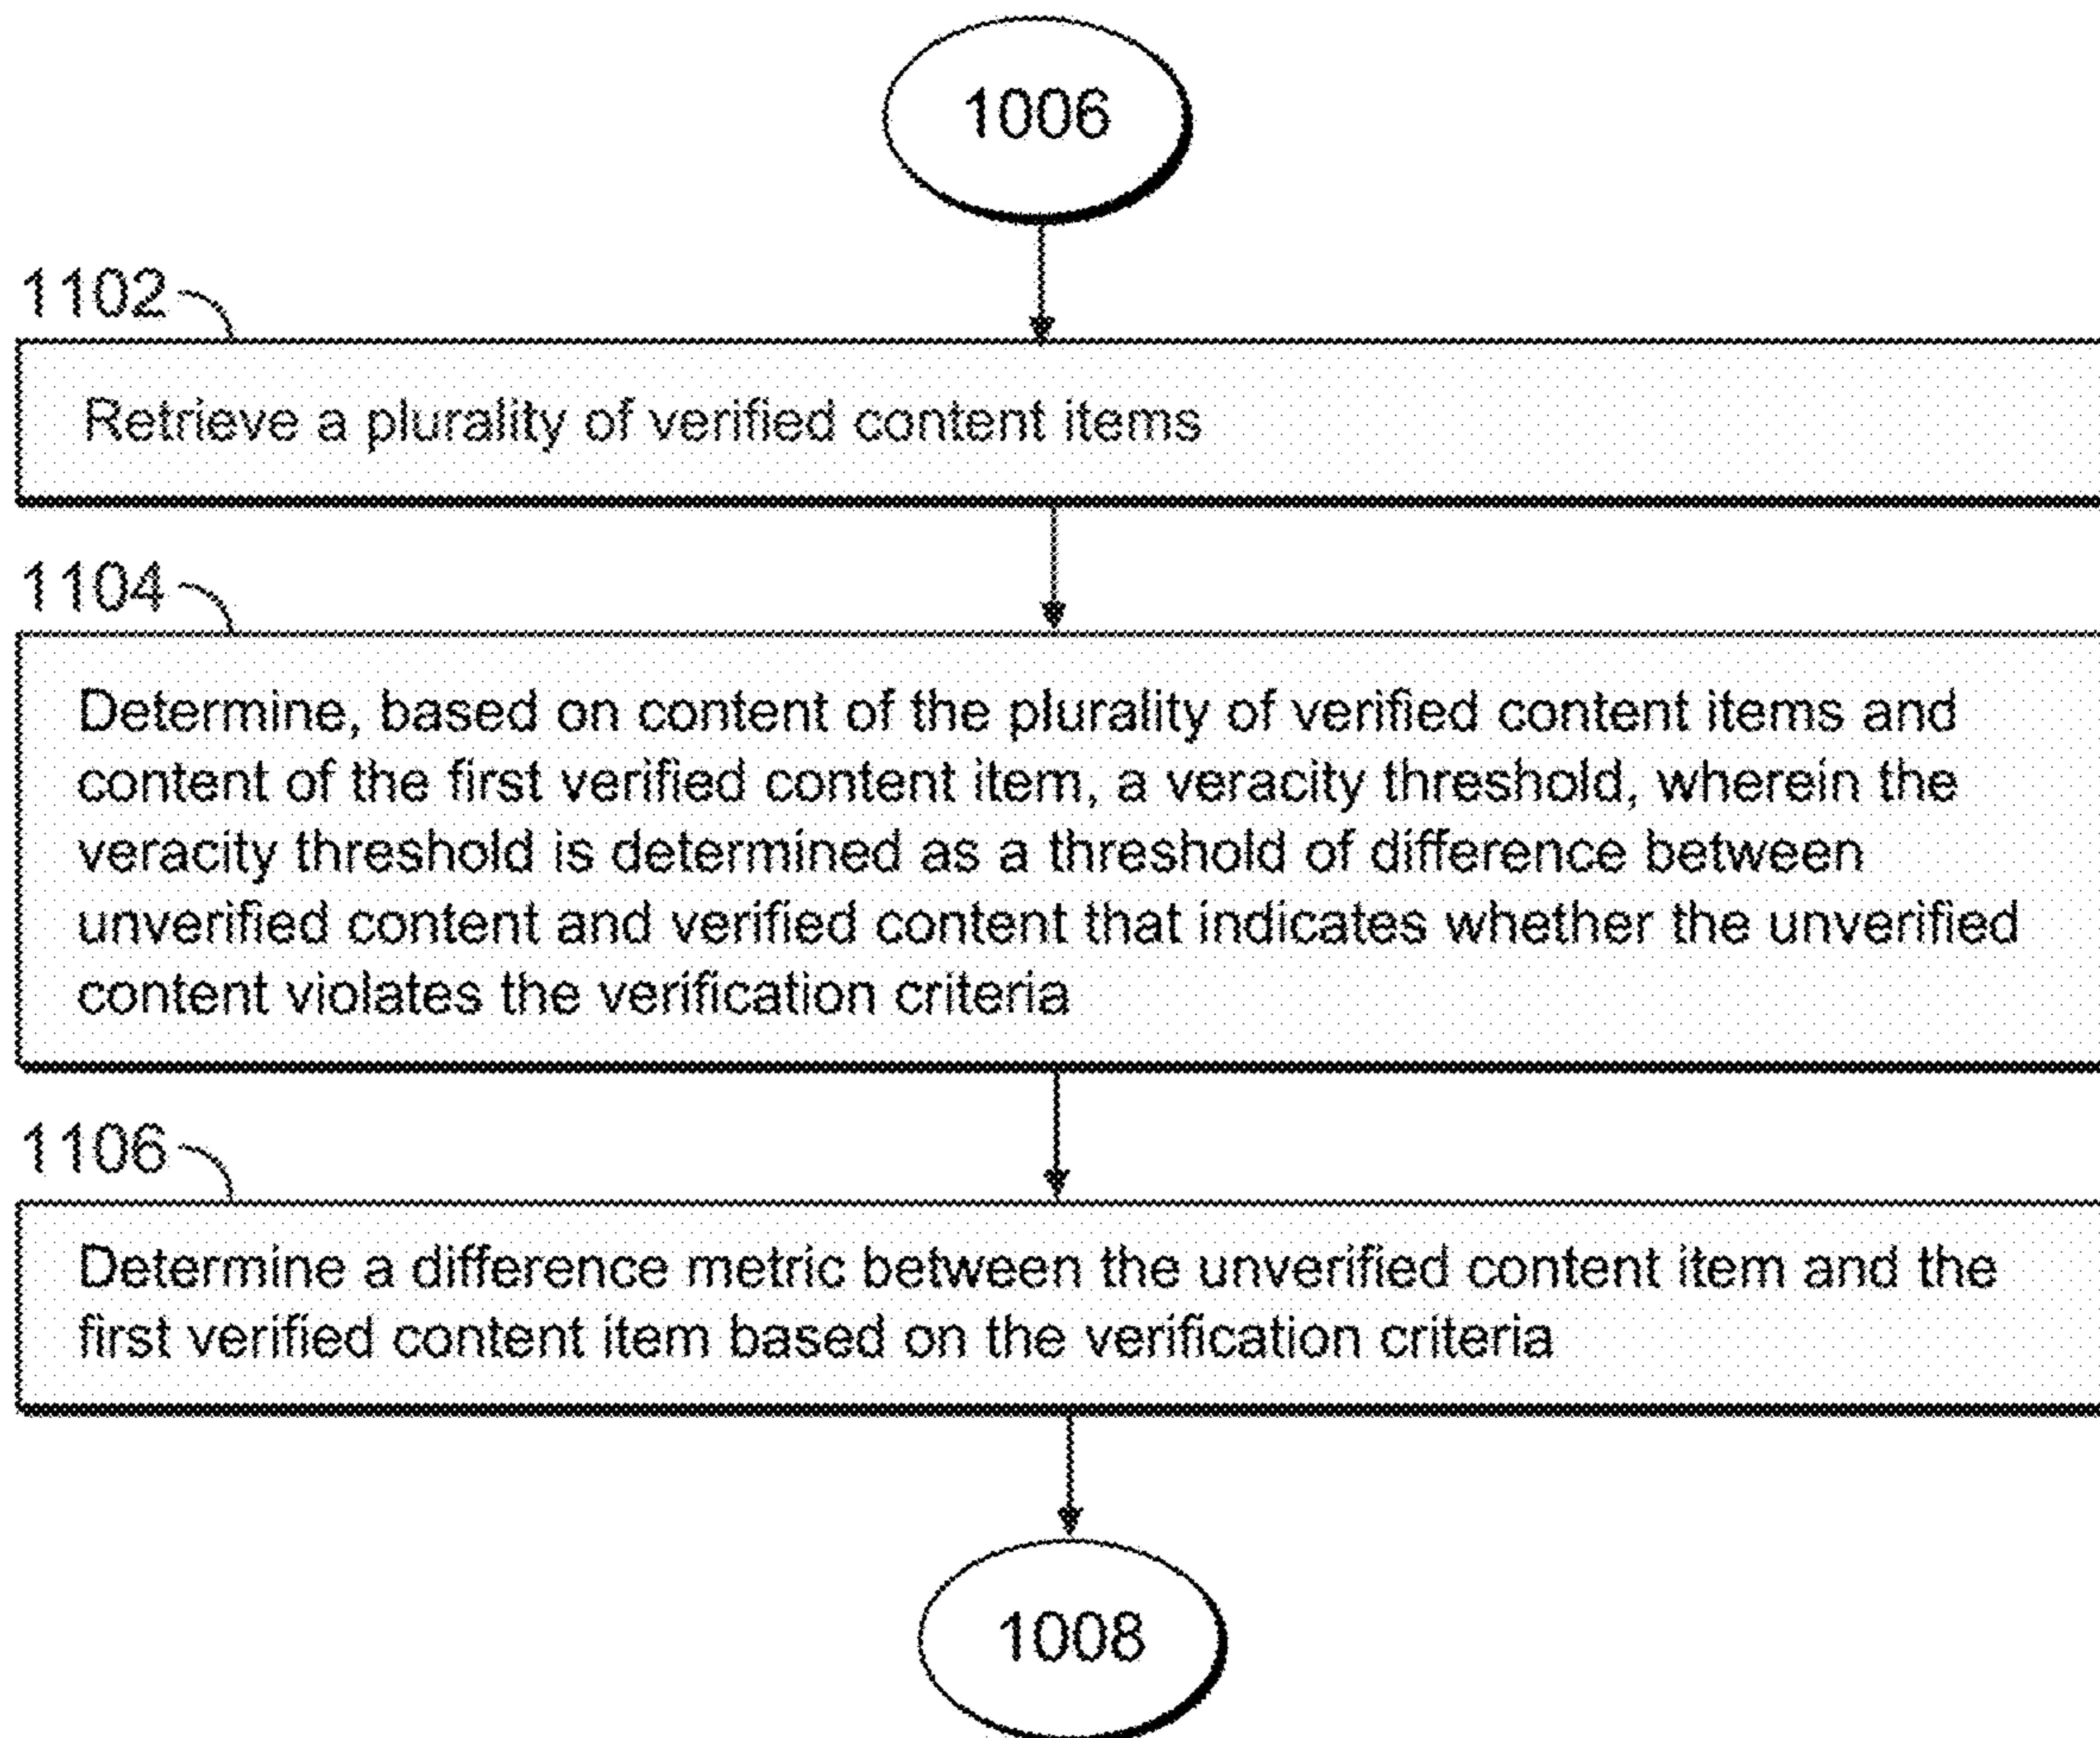 1006
1102
Retrieve a plurality of verified content items
1104
Determine, based on content of the plurality of verified content items and
content of the first verified content item, a veracity threshold, wherein the
veracity threshold is determined as a threshold of difference between
unverified content and verified content that indicates whether the unverified
content violates the verification criteria
1106
Determine a difference metric between the unverified content item and the
first verified content item based on the verification criteria
1008